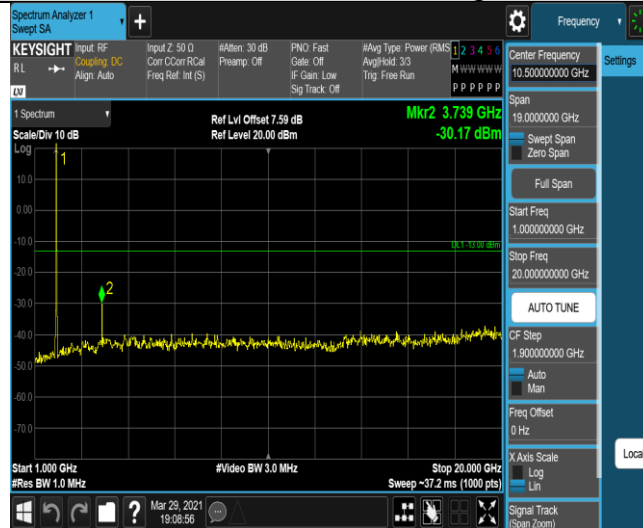 Spectrum Analyzer 1
Swept SA
Frequency
KEYSIGHT
RL
LXI
Input: RF
Coupling: DC
Align: Auto
Input Z: 50 Ω
Corr CCorr RCal
Freq Ref: Int (S)
#Atten: 30 dB
Preamp: Off
PNO: Fast
Gate: Off
IF Gain: Low
Sig Track: Off
#Avg Type: Power (RMS
Avg|Hold: 3/3
Trig: Free Run
1 2 3 4 5 6
M W W W W W
P P P P P P
1 Spectrum
Scale/Div 10 dB
Ref Lvl Offset 7.59 dB
Ref Level 20.00 dBm
Mkr2 3.739 GHz
-30.17 dBm
Log
1
10.0
0.00
-10.0
DL1 -13.00 dBm
-20.0
2
-30.0
-40.0
-50.0
-60.0
-70.0
Start 1.000 GHz
#Res BW 1.0 MHz
#Video BW 3.0 MHz
Stop 20.000 GHz
Sweep ~37.2 ms (1000 pts)
Mar 29, 2021
19:08:56
Center Frequency
10.500000000 GHz
Settings
Span
19.0000000 GHz
Swept Span
Zero Span
Full Span
Start Freq
1.000000000 GHz
Stop Freq
20.000000000 GHz
AUTO TUNE
CF Step
1.900000000 GHz
Auto
Man
Freq Offset
0 Hz
X Axis Scale
Log
Lin
Loca
Signal Track
(Span Zoom)